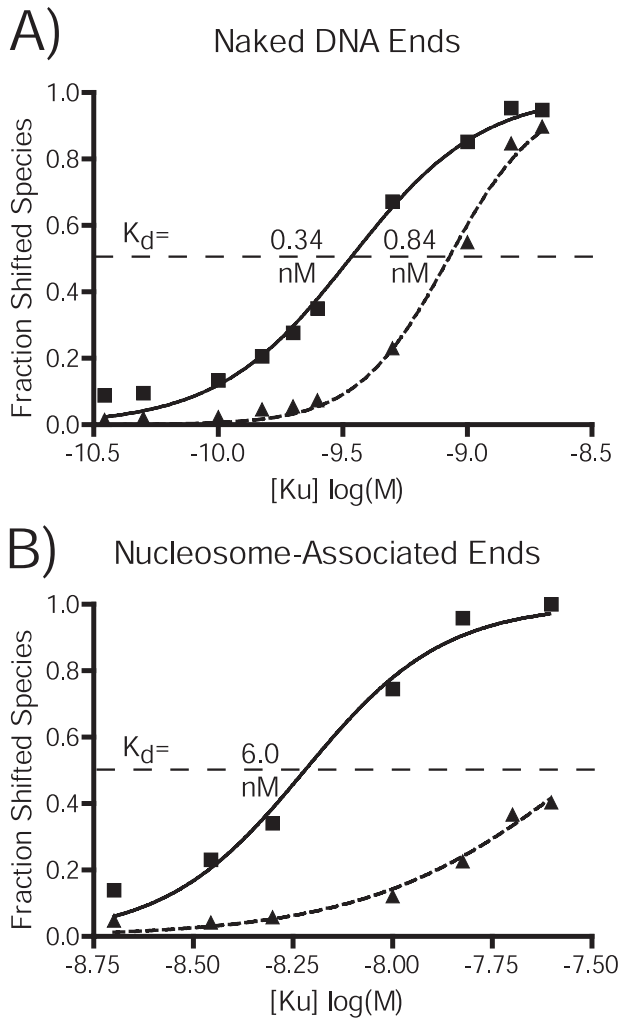 A)
Naked DNA Ends
Fraction Shifted Species
1.0
0.8
0.6
0.4
0.2
0.0
Kd=
0.34
nM
0.84
nM
-10.5 -10.0 -9.5 -9.0 -8.5
[Ku] log(M)
B)
Nucleosome-Associated Ends
Fraction Shifted Species
1.0
0.8
0.6
0.4
0.2
0.0
Kd=
6.0
nM
-8.75 -8.50 -8.25 -8.00 -7.75 -7.50
[Ku] log(M)